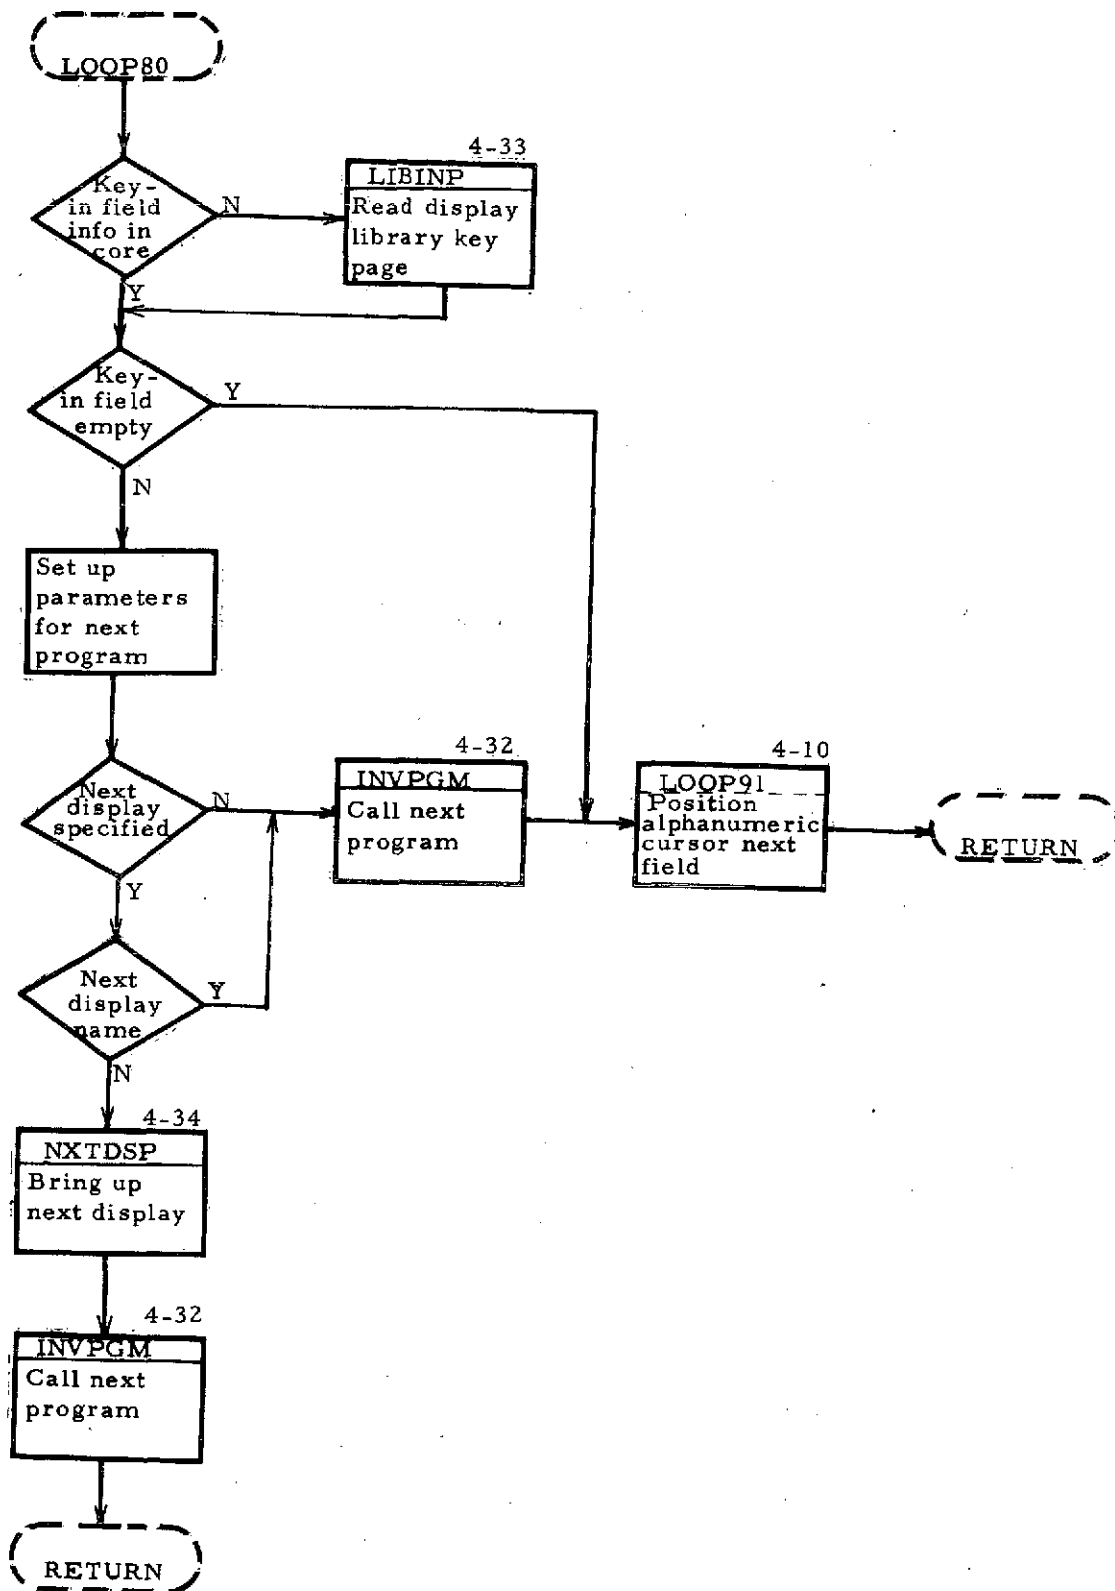 LOOP80
Key-
in field
info in
core
N
Y
4-33
LIBINP
Read display
library key
page
Key-
in field
empty
Y
N
Set up
parameters
for next
program
Next
display
specified
N
Y
4-32
INVPGM
Call next
program
4-10
LOOP91
Position
alphanumeric
cursor next
field
RETURN
Next
display
name
Y
N
4-34
NXTDSP
Bring up
next display
4-32
INVPGM
Call next
program
RETURN